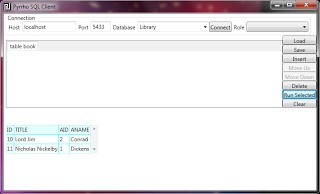 Pyrrho SQL Client
Connection
Host localhost Port 5433 Database Library Connect Role
Load
table book
Save
Insert
Move Up
Move Down
Delete
Run Selected
Clear
ID TITLE AID ANAME *
10 Lord Jim 2 Conrad
11 Nicholas Nickelby 1 Dickens